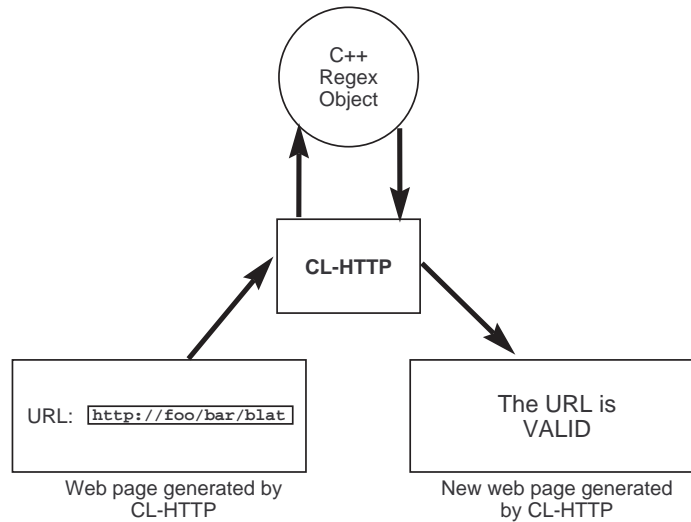 C++
Regex
Object
CL-HTTP
URL: http://foo/bar/blat
The URL is
VALID
Web page generated by
CL-HTTP
New web page generated
by CL-HTTP